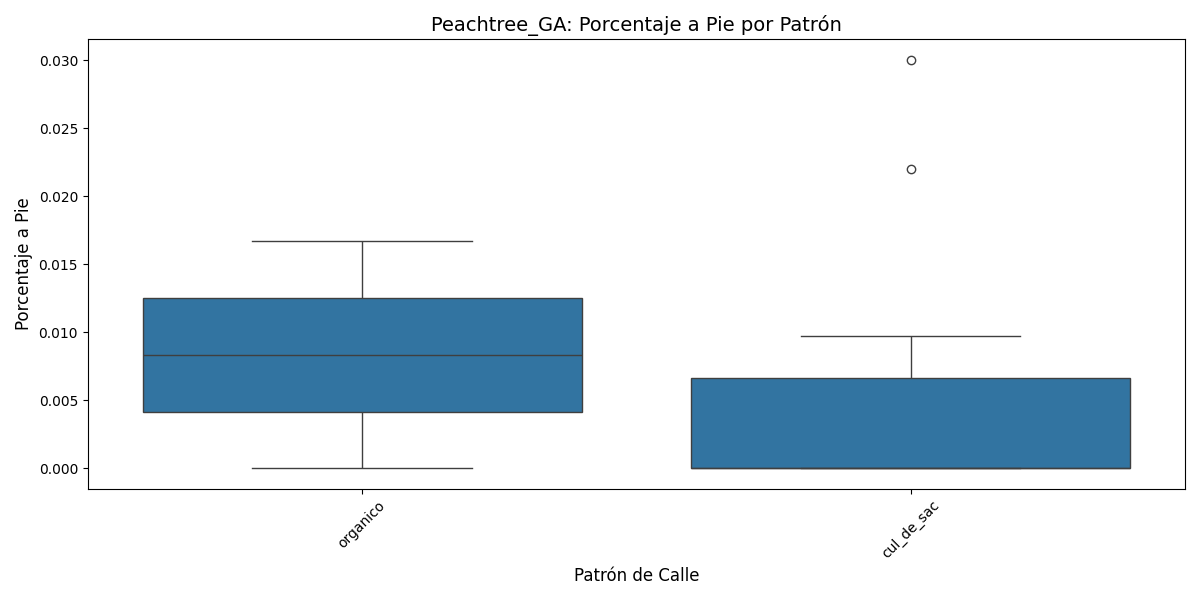 Peachtree_GA: Porcentaje a Pie por Patrón
Porcentaje a Pie
0.030
0.025
0.020
0.015
0.010
0.005
0.000
organico
cul_de_sac
Patrón de Calle